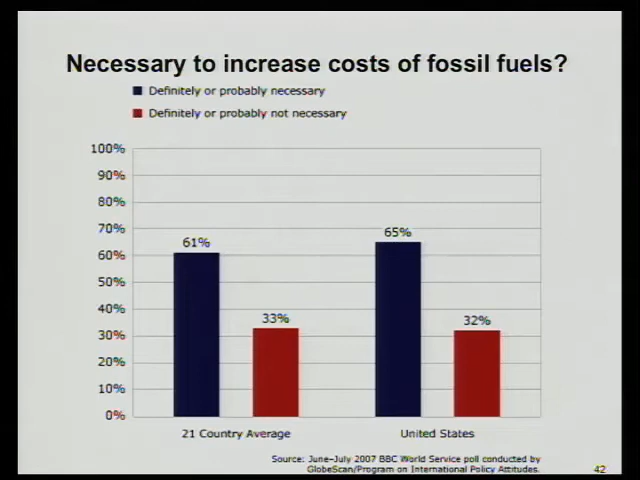 Necessary to increase costs of fossil fuels?
Definitely or probably necessary
Definitely or probably not necessary
100%
90%
80%
70%
60%
50%
40%
30%
20%
10%
0%
61%
33%
65%
32%
21 Country Average
United States
Source: June–July 2007 BBC World Service poll conducted by
GlobeScan/Program on International Policy Attitudes.
42